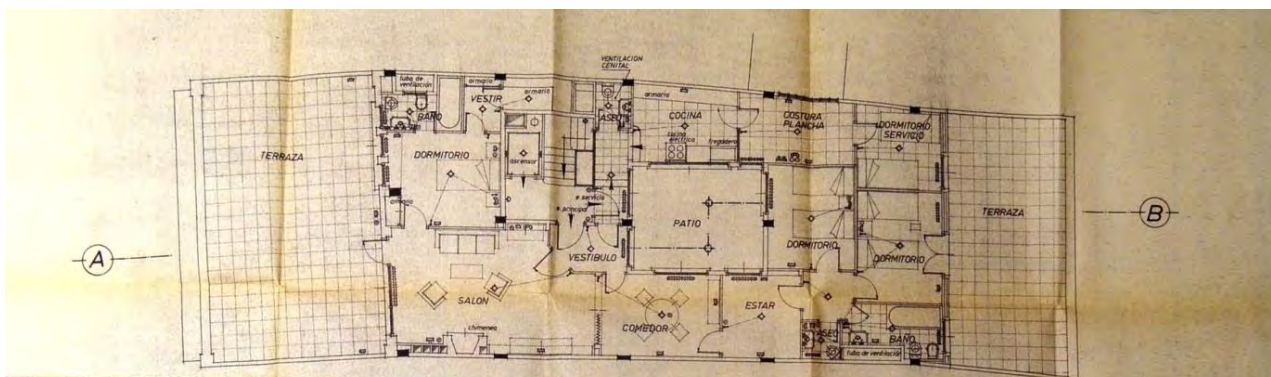 VENTILACION
CENITAL
tubo de
ventilación
armario
VESTIR
armario
BAÑO
ASEO
armario
COCINA
cocina
eléctrica
fregadero
COSTURA
PLANCHA
DORMITORIO
SERVICIO
TERRAZA
DORMITORIO
ascensor
e. servicio
e. principal
armario
PATIO
TERRAZA
A
B
VESTIBULO
DORMITORIO
DORMITORIO
SALON
COMEDOR
ESTAR
chimenea
ASEO
BAÑO
tubo de ventilación